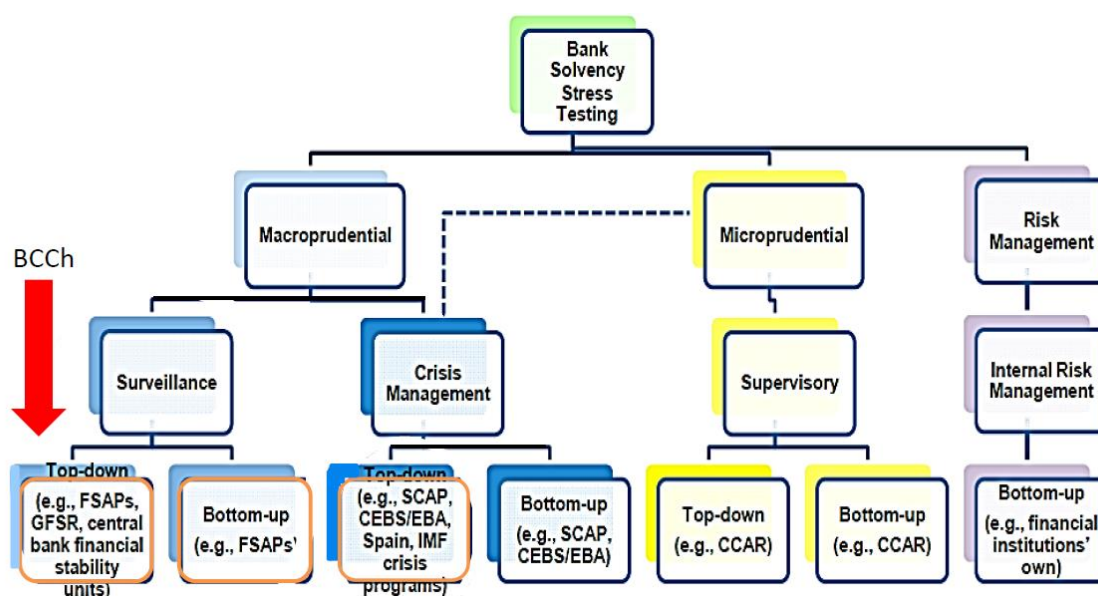 Bank
Solvency
Stress
Testing
Macroprudential
Microprudential
Risk
Management
BCCh
Surveillance
Crisis
Management
Supervisory
Internal Risk
Management
Top-down
(e.g., FSAPs,
GFSR, central
bank financial
stability
units)
Bottom-up
(e.g., FSAPs'
Top-down
(e.g., SCAP,
CEBS/EBA,
Spain, IMF
crisis
programs)
Bottom-up
(e.g., SCAP,
CEBS/EBA)
Top-down
(e.g., CCAR)
Bottom-up
(e.g., CCAR)
Bottom-up
(e.g., financial
institutions'
own)